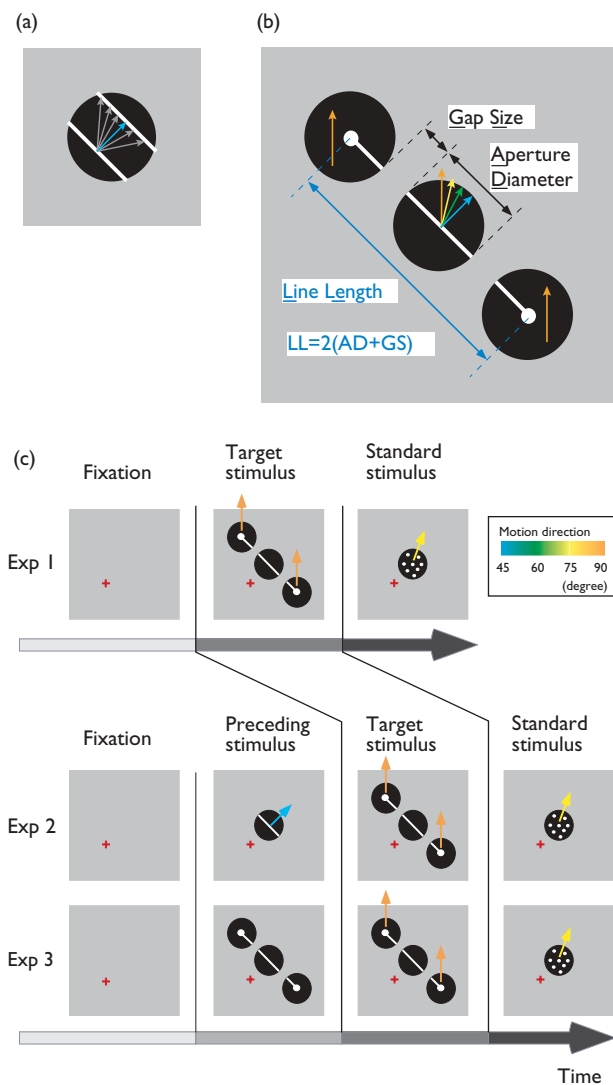 (a)
(b)
Gap Size
Aperture
Diameter
Line Length
LL=2(AD+GS)
(c)
Fixation
Target
stimulus
Standard
stimulus
Exp 1
Motion direction
45 60 75 90
(degree)
Fixation
Preceding
stimulus
Target
stimulus
Standard
stimulus
Exp 2
Exp 3
Time